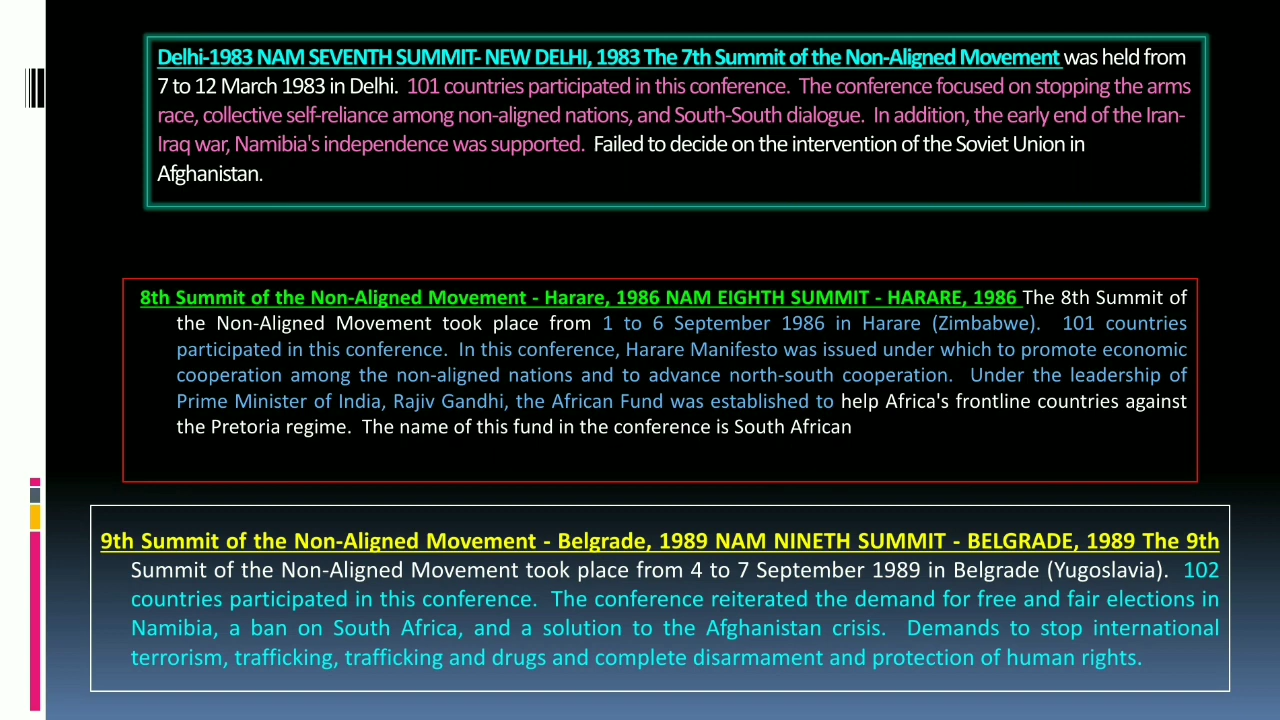 Delhi-1983 NAM SEVENTH SUMMIT- NEW DELHI, 1983 The 7th Summit of the Non-Aligned Movement was held from
7 to 12 March 1983 in Delhi. 101 countries participated in this conference. The conference focused on stopping the arms
race, collective self-reliance among non-aligned nations, and South-South dialogue. In addition, the early end of the Iran-
Iraq war, Namibia's independence was supported. Failed to decide on the intervention of the Soviet Union in
Afghanistan.
8th Summit of the Non-Aligned Movement - Harare, 1986 NAM EIGHTH SUMMIT - HARARE, 1986 The 8th Summit of
the Non-Aligned Movement took place from 1 to 6 September 1986 in Harare (Zimbabwe). 101 countries
participated in this conference. In this conference, Harare Manifesto was issued under which to promote economic
cooperation among the non-aligned nations and to advance north-south cooperation. Under the leadership of
Prime Minister of India, Rajiv Gandhi, the African Fund was established to help Africa's frontline countries against
the Pretoria regime. The name of this fund in the conference is South African
9th Summit of the Non-Aligned Movement - Belgrade, 1989 NAM NINETH SUMMIT - BELGRADE, 1989 The 9th
Summit of the Non-Aligned Movement took place from 4 to 7 September 1989 in Belgrade (Yugoslavia). 102
countries participated in this conference. The conference reiterated the demand for free and fair elections in
Namibia, a ban on South Africa, and a solution to the Afghanistan crisis. Demands to stop international
terrorism, trafficking, trafficking and drugs and complete disarmament and protection of human rights.